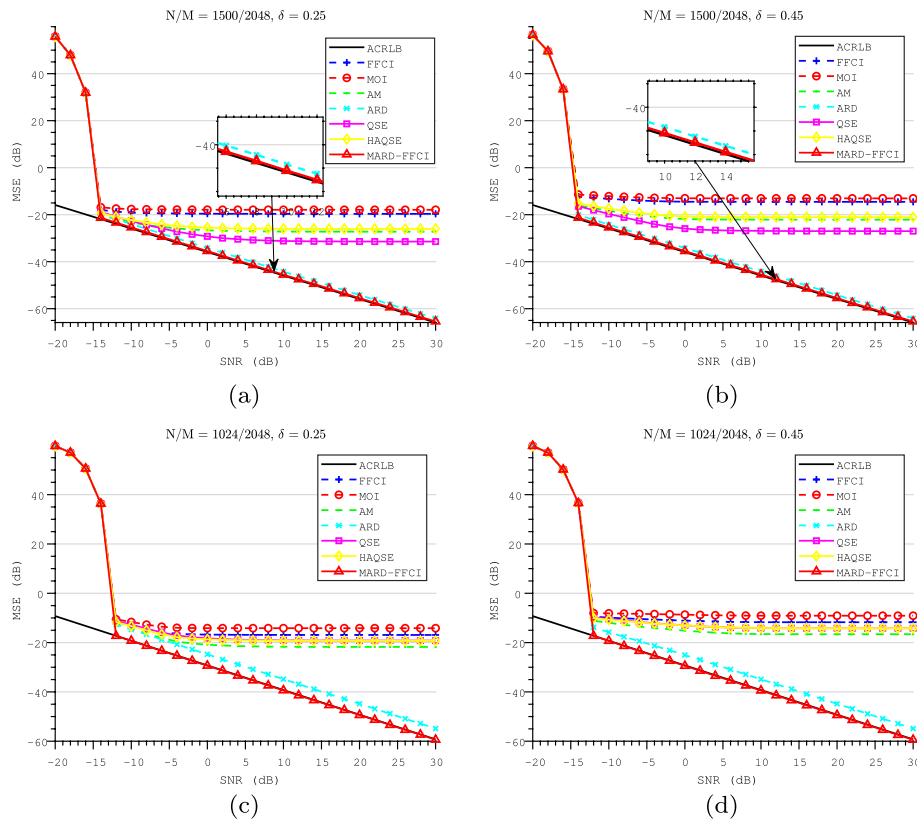 N/M = 1500/2048, δ = 0.25
MSE (dB)
40
20
0
−20
−40
−60
ACRLB
FFCI
MOI
AM
ARD
QSE
HAQSE
MARD-FFCI
−40
−20 −15 −10 −5 0 5 10 15 20 25 30
SNR (dB)
(a)
N/M = 1500/2048, δ = 0.45
MSE (dB)
40
20
0
−20
−40
−60
ACRLB
FFCI
MOI
AM
ARD
QSE
HAQSE
MARD-FFCI
−40
10 12 14
−20 −15 −10 −5 0 5 10 15 20 25 30
SNR (dB)
(b)
N/M = 1024/2048, δ = 0.25
MSE (dB)
40
20
0
−20
−40
−60
ACRLB
FFCI
MOI
AM
ARD
QSE
HAQSE
MARD-FFCI
−20 −15 −10 −5 0 5 10 15 20 25 30
SNR (dB)
(c)
N/M = 1024/2048, δ = 0.45
MSE (dB)
40
20
0
−20
−40
−60
ACRLB
FFCI
MOI
AM
ARD
QSE
HAQSE
MARD-FFCI
−20 −15 −10 −5 0 5 10 15 20 25 30
SNR (dB)
(d)